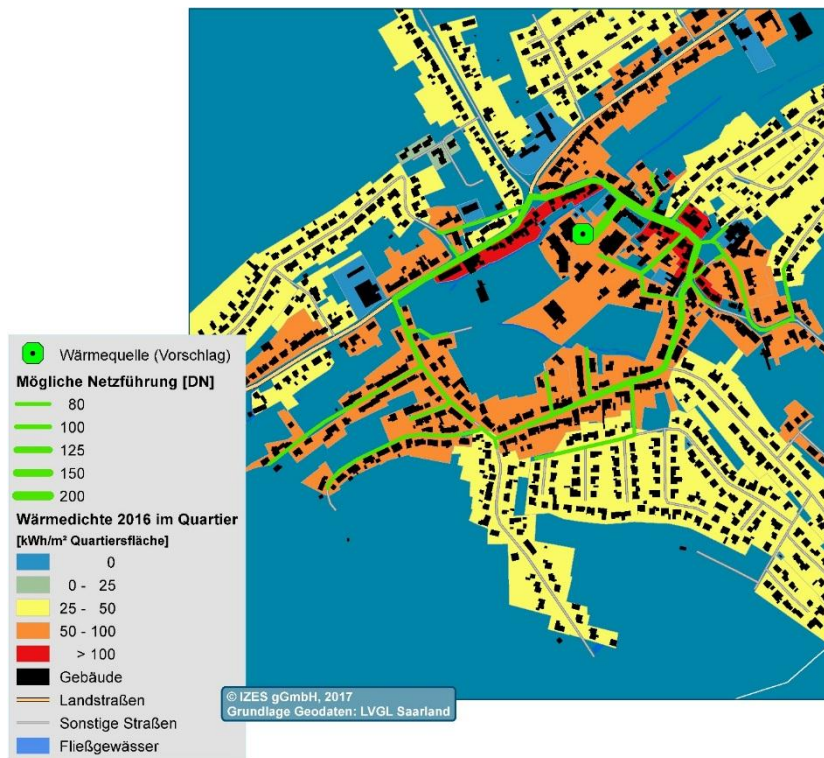 Wärmequelle (Vorschlag)
Mögliche Netzführung [DN]
80
100
125
150
200
Wärmedichte 2016 im Quartier
[kWh/m² Quartiersfläche]
0
0 - 25
25 - 50
50 - 100
> 100
Gebäude
Landstraßen
Sonstige Straßen
Fließgewässer
© IZES gGmbH, 2017
Grundlage Geodaten: LVGL Saarland